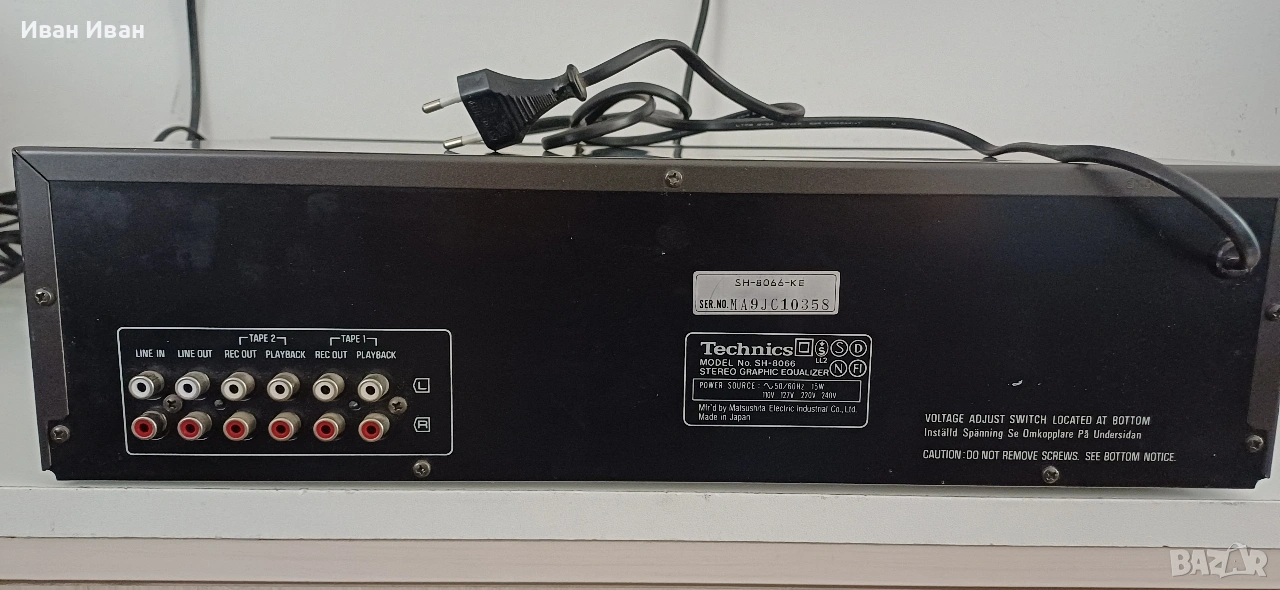 Иван Иван
SH-8066-KE
SER.NO. MA9JC10358
TAPE 2 TAPE 1
LINE IN LINE OUT REC OUT PLAYBACK REC OUT PLAYBACK
L
R
Technics S D
LL2
MODEL No. SH-8066
STEREO GRAPHIC EQUALIZER N FI
POWER SOURCE: ∿50/60Hz 15W
110V 127V 220V 240V
Mfr'd by Matsushita Electric Industrial Co., Ltd.
Made in Japan
VOLTAGE ADJUST SWITCH LOCATED AT BOTTOM
Inställd Spänning Se Omkopplare På Undersidan
CAUTION: DO NOT REMOVE SCREWS. SEE BOTTOM NOTICE.
BAZAR